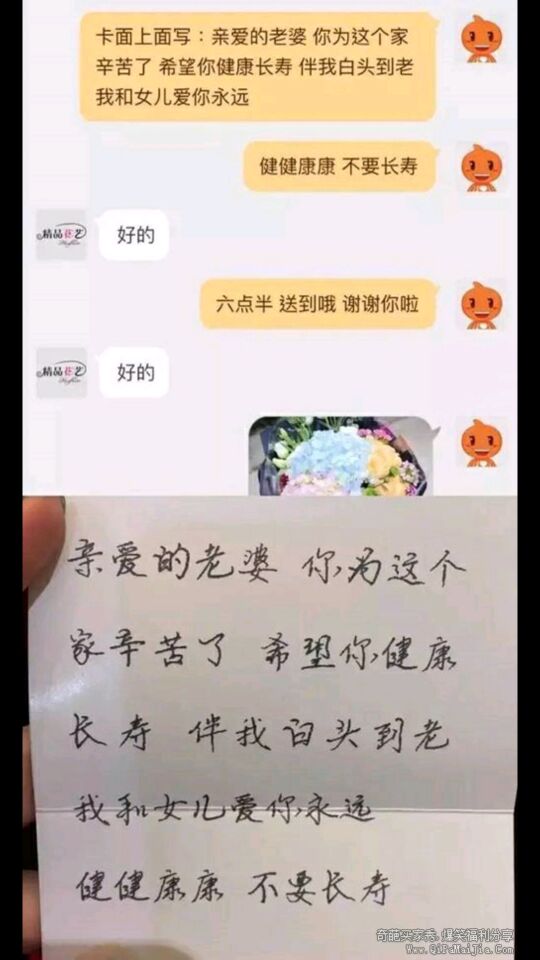 卡面上面写：亲爱的老婆 你为这个家
辛苦了 希望你健康长寿 伴我白头到老
我和女儿爱你永远
健健康康 不要长寿
精品花艺
好的
六点半 送到哦 谢谢你啦
精品花艺
好的
亲爱的老婆 你为这个
家辛苦了 希望你健康
长寿 伴我白头到老
我和女儿爱你永远
健健康康 不要长寿
奇葩买家秀,爆笑福利分享
www.QiPaMaiJia.Com